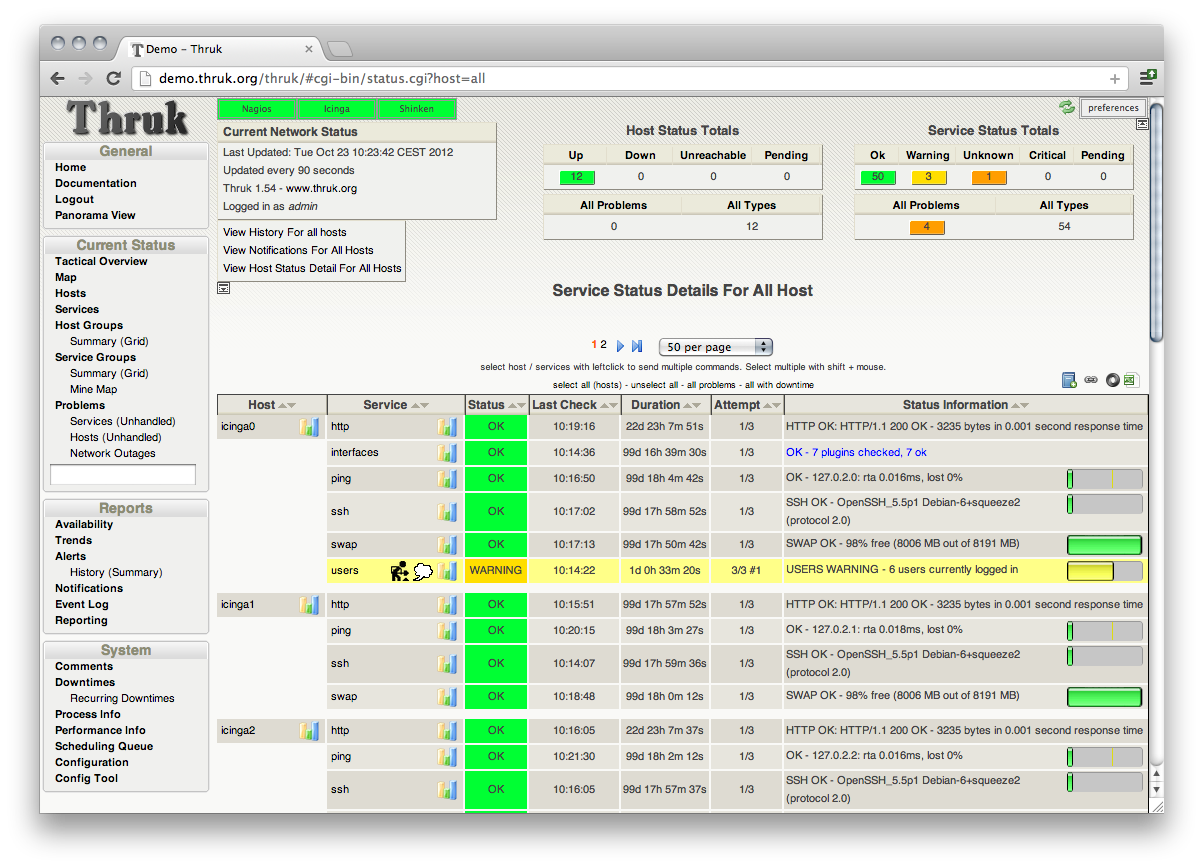 Demo – Thruk
demo.thruk.org/thruk/#cgi-bin/status.cgi?host=all
Thruk
General
Home
Documentation
Logout
Panorama View
Current Status
Tactical Overview
Map
Hosts
Services
Host Groups
Summary (Grid)
Service Groups
Summary (Grid)
Mine Map
Problems
Services (Unhandled)
Hosts (Unhandled)
Network Outages
Reports
Availability
Trends
Alerts
History (Summary)
Notifications
Event Log
Reporting
System
Comments
Downtimes
Recurring Downtimes
Process Info
Performance Info
Scheduling Queue
Configuration
Config Tool
Nagios Icinga Shinken
preferences
Current Network Status
Last Updated: Tue Oct 23 10:23:42 CEST 2012
Updated every 90 seconds
Thruk 1.54 - www.thruk.org
Logged in as admin
View History For all hosts
View Notifications For All Hosts
View Host Status Detail For All Hosts
Host Status Totals
Up Down Unreachable Pending
12 0 0 0
All Problems All Types
0 12
Service Status Totals
Ok Warning Unknown Critical Pending
50 3 1 0 0
All Problems All Types
4 54
Service Status Details For All Host
1 2 50 per page
select host / services with leftclick to send multiple commands. Select multiple with shift + mouse.
select all (hosts) - unselect all - all problems - all with downtime
Host Service Status Last Check Duration Attempt Status Information
icinga0 http OK 10:19:16 22d 23h 7m 51s 1/3 HTTP OK: HTTP/1.1 200 OK - 3235 bytes in 0.001 second response time
interfaces OK 10:14:36 99d 16h 39m 30s 1/3 OK - 7 plugins checked, 7 ok
ping OK 10:16:50 99d 18h 4m 42s 1/3 OK - 127.0.2.0: rta 0.016ms, lost 0%
ssh OK 10:17:02 99d 17h 58m 52s 1/3 SSH OK - OpenSSH_5.5p1 Debian-6+squeeze2
(protocol 2.0)
swap OK 10:17:13 99d 17h 50m 42s 1/3 SWAP OK - 98% free (8006 MB out of 8191 MB)
users WARNING 10:14:22 1d 0h 33m 20s 3/3 #1 USERS WARNING - 6 users currently logged in
icinga1 http OK 10:15:51 99d 17h 57m 52s 1/3 HTTP OK: HTTP/1.1 200 OK - 3235 bytes in 0.001 second response time
ping OK 10:20:15 99d 18h 3m 27s 1/3 OK - 127.0.2.1: rta 0.018ms, lost 0%
ssh OK 10:14:07 99d 17h 59m 36s 1/3 SSH OK - OpenSSH_5.5p1 Debian-6+squeeze2
(protocol 2.0)
swap OK 10:18:48 99d 18h 0m 12s 1/3 SWAP OK - 98% free (8006 MB out of 8191 MB)
icinga2 http OK 10:16:05 22d 23h 7m 37s 1/3 HTTP OK: HTTP/1.1 200 OK - 3235 bytes in 0.001 second response time
ping OK 10:21:30 99d 18h 2m 12s 1/3 OK - 127.0.2.2: rta 0.016ms, lost 0%
ssh OK 10:16:05 99d 17h 57m 37s 1/3 SSH OK - OpenSSH_5.5p1 Debian-6+squeeze2
(protocol 2.0)